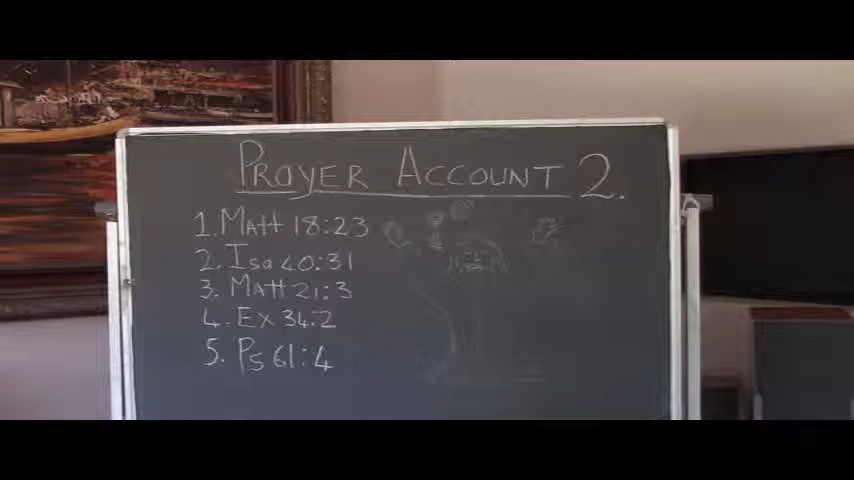 PRAYER ACCOUNT 2.
1. Matt 18:23
2. Isa 40:31
3. Matt 21:3
4. Ex 34.2
5. Ps 61:4